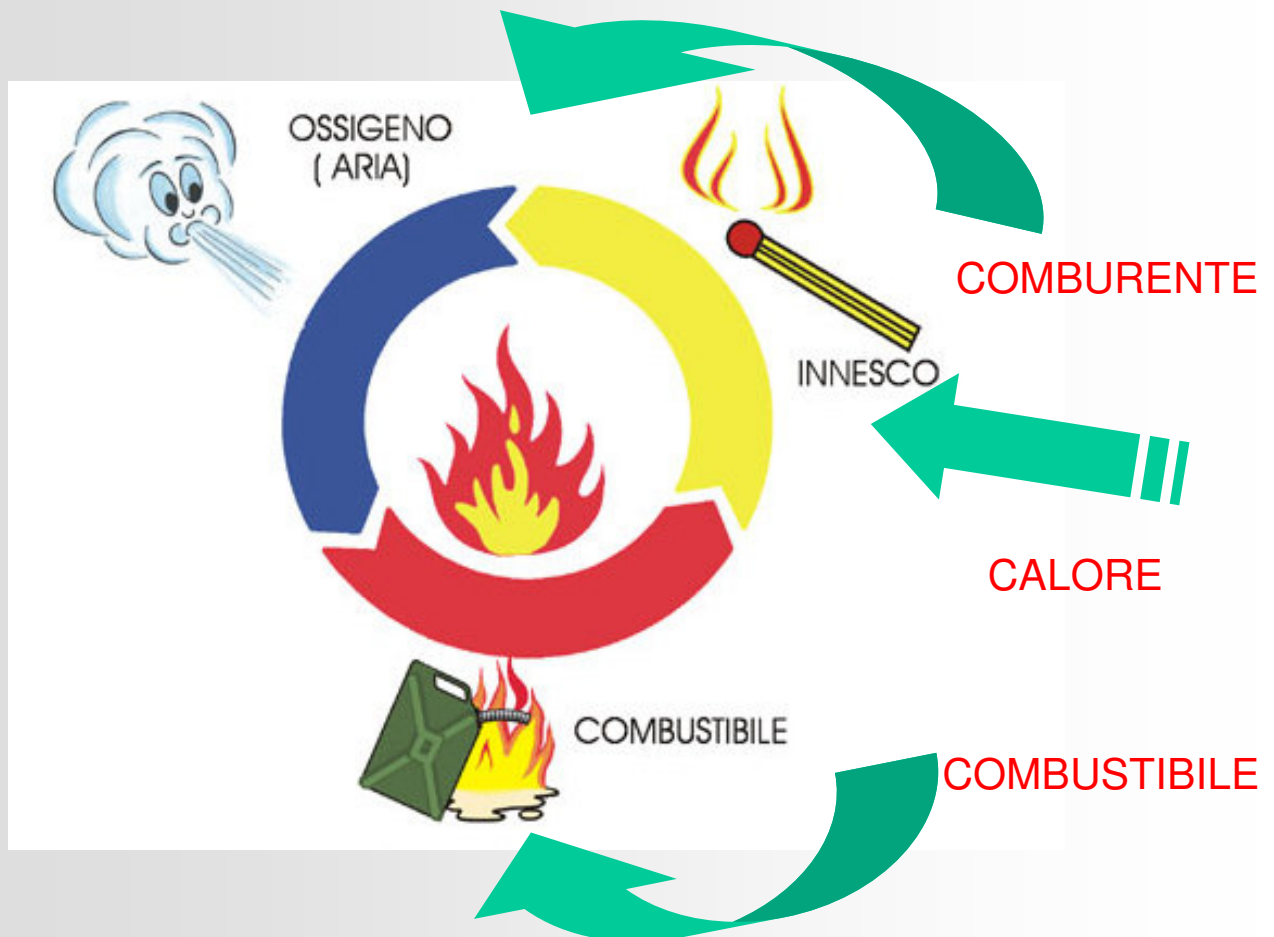 OSSIGENO
( ARIA)
COMBURENTE
INNESCO
CALORE
COMBUSTIBILE
COMBUSTIBILE